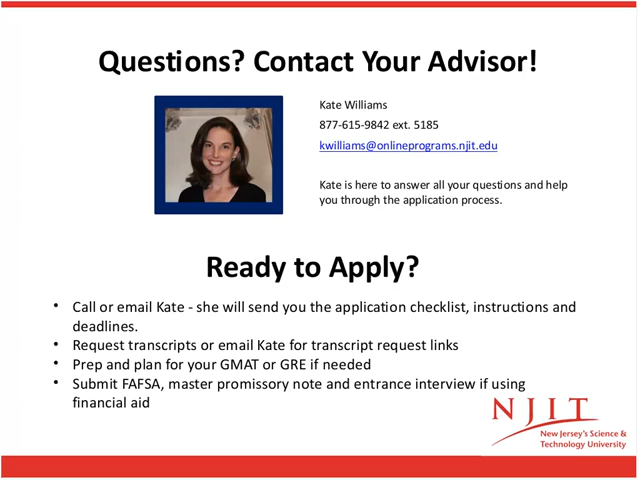 Questions? Contact Your Advisor!
Kate Williams
877-615-9842 ext. 5185
kwilliams@onlineprograms.njit.edu
Kate is here to answer all your questions and help
you through the application process.
Ready to Apply?
• Call or email Kate - she will send you the application checklist, instructions and
deadlines.
• Request transcripts or email Kate for transcript request links
• Prep and plan for your GMAT or GRE if needed
• Submit FAFSA, master promissory note and entrance interview if using
financial aid
NJIT
New Jersey's Science &
Technology University